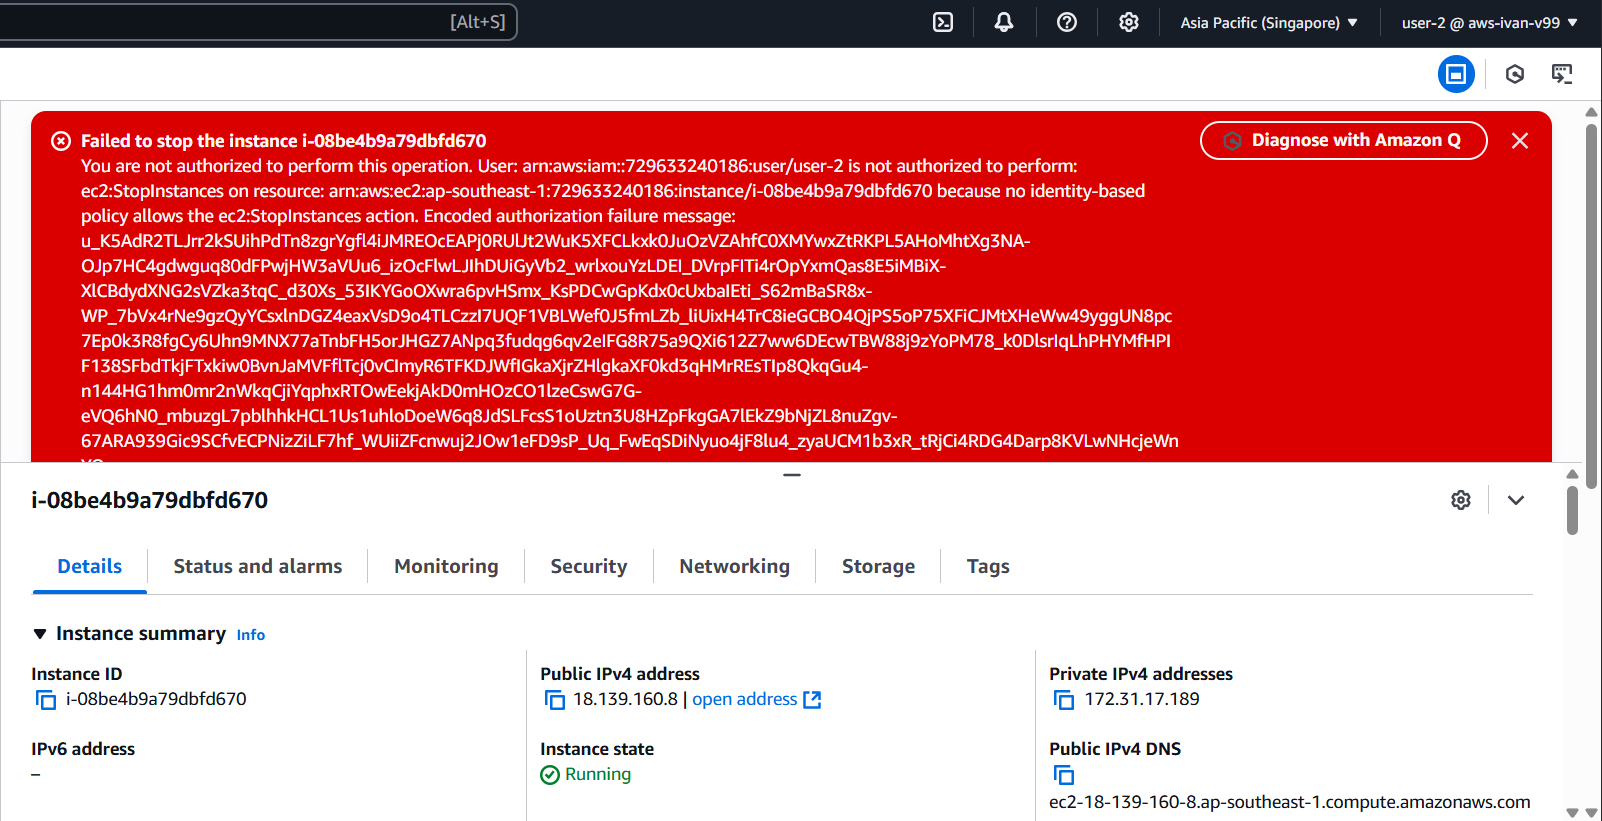 [Alt+S]
Asia Pacific (Singapore)
user-2 @ aws-ivan-v99
Failed to stop the instance i-08be4b9a79dbfd670
Diagnose with Amazon Q
You are not authorized to perform this operation. User: arn:aws:iam::729633240186:user/user-2 is not authorized to perform:
ec2:StopInstances on resource: arn:aws:ec2:ap-southeast-1:729633240186:instance/i-08be4b9a79dbfd670 because no identity-based
policy allows the ec2:StopInstances action. Encoded authorization failure message:
u_K5AdR2TLJrr2kSUihPdTn8zgrYgfl4iJMREOcEAPj0RUlJt2WuK5XFCLkxk0JuOzVZAhfC0XMYwxZtRKPL5AHoMhtXg3NA-
OJp7HC4gdwguq80dFPwjHW3aVUu6_izOcFlwLJIhDUiGyVb2_wrlxouYzLDEI_DVrpFITi4rOpYxmQas8E5iMBiX-
XlCBdydXNG2sVZka3tqC_d30Xs_53IKYGoOXwra6pvHSmx_KsPDCwGpKdx0cUxbaIEti_S62mBaSR8x-
WP_7bVx4rNe9gzQyYCsxlnDGZ4eaxVsD9o4TLCzzI7UQF1VBLWef0J5fmLZb_liUixH4TrC8ieGCBO4QjPS5oP75XFiCJMtXHeWw49yggUN8pc
7Ep0k3R8fgCy6Uhn9MNX77aTnbFH5orJHGZ7ANpq3fudqg6qv2eIFG8R75a9QXi612Z7ww6DEcwTBW88j9zYoPM78_k0DlsrIqLhPHYMfHPI
F138SFbdTkjFTxkiw0BvnJaMVFflTcj0vCImyR6TFKDJWfIGkaXjrZHlgkaXF0kd3qHMrREsTIp8QkqGu4-
n144HG1hm0mr2nWkqCjiYqphxRTOwEekjAkD0mHOzCO1lzeCswG7G-
eVQ6hN0_mbuzgL7pblhhkHCL1Us1uhloDoeW6q8JdSLFcsS1oUztn3U8HZpFkgGA7lEkZ9bNjZL8nuZgv-
67ARA939Gic9SCfvECPNizZiLF7hf_WUiiZFcnwuj2JOw1eFD9sP_Uq_FwEqSDiNyuo4jF8lu4_zyaUCM1b3xR_tRjCi4RDG4Darp8KVLwNHcjeWn
i-08be4b9a79dbfd670
Details
Status and alarms
Monitoring
Security
Networking
Storage
Tags
Instance summary Info
Instance ID
i-08be4b9a79dbfd670
Public IPv4 address
18.139.160.8 | open address
Private IPv4 addresses
172.31.17.189
IPv6 address
–
Instance state
Running
Public IPv4 DNS
ec2-18-139-160-8.ap-southeast-1.compute.amazonaws.com